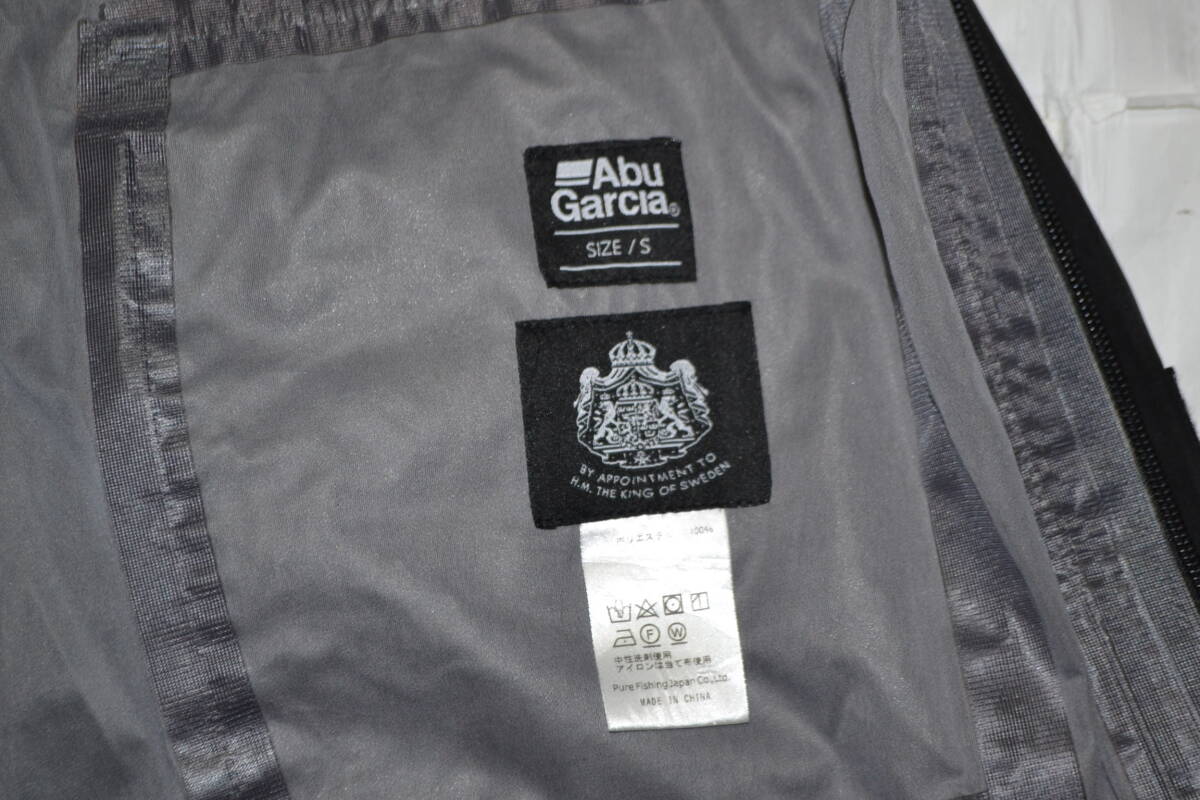 Abu
Garcia®
SIZE / S
BY APPOINTMENT TO
H.M. THE KING OF SWEDEN
ポリエステル 100%
F W
中性洗剤使用
アイロンは当て布使用
Pure Fishing Japan Co., Ltd.
MADE IN CHINA